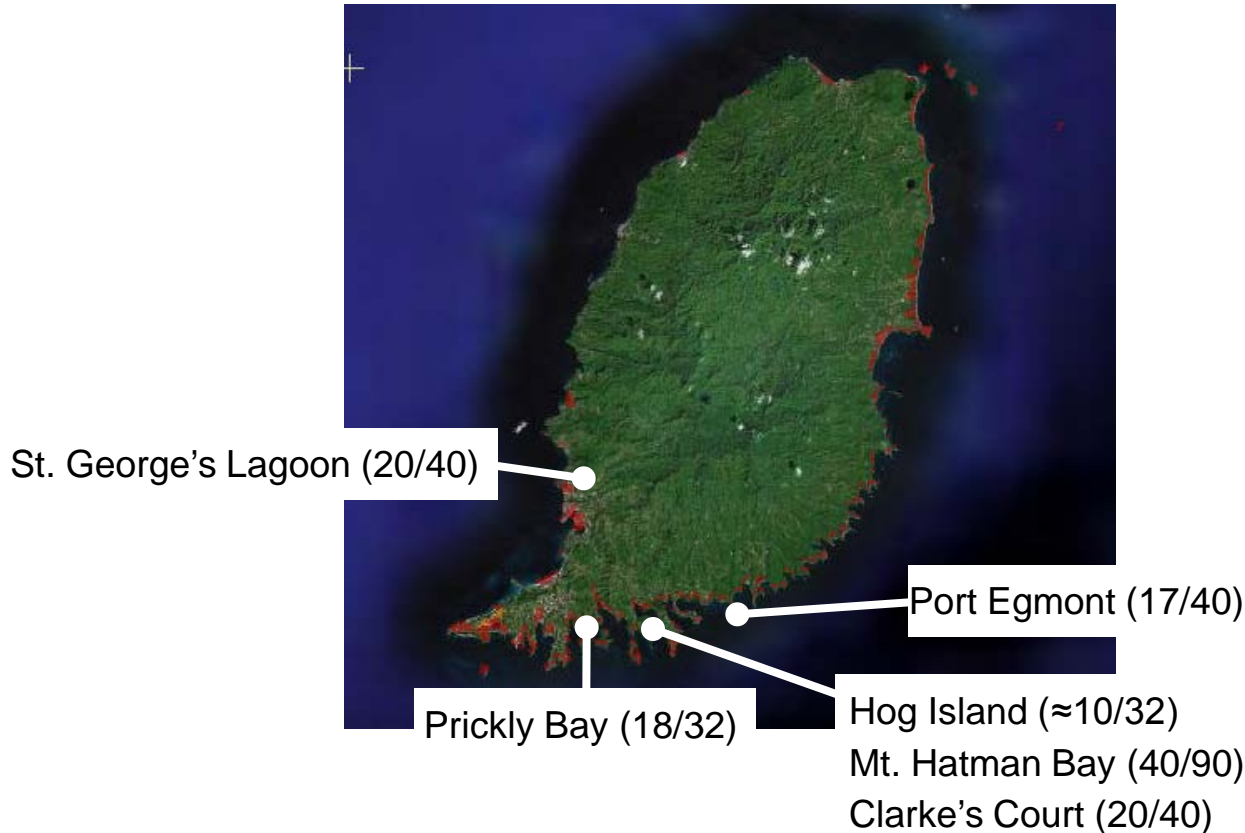 St. George’s Lagoon (20/40)
Port Egmont (17/40)
Prickly Bay (18/32)
Hog Island (≈10/32)
Mt. Hatman Bay (40/90)
Clarke’s Court (20/40)